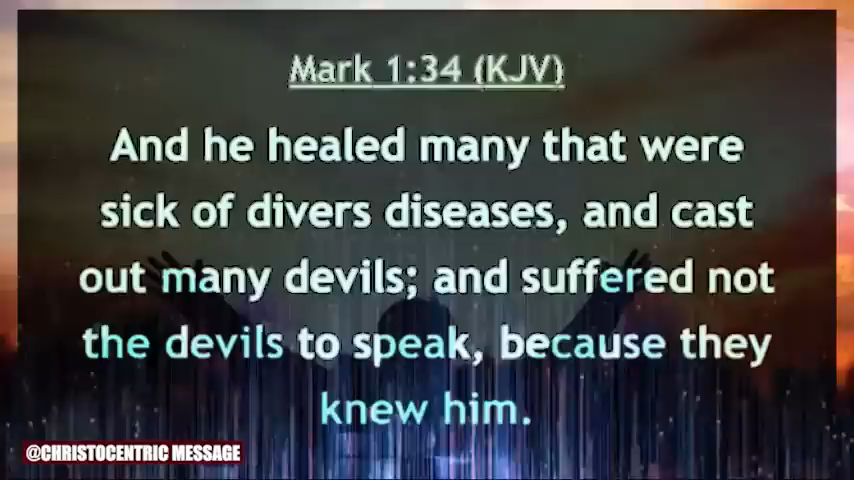 Mark 1:34 (KJV)
And he healed many that were
sick of divers diseases, and cast
out many devils; and suffered not
the devils to speak, because they
knew him.
@CHRISTOCENTRIC MESSAGE